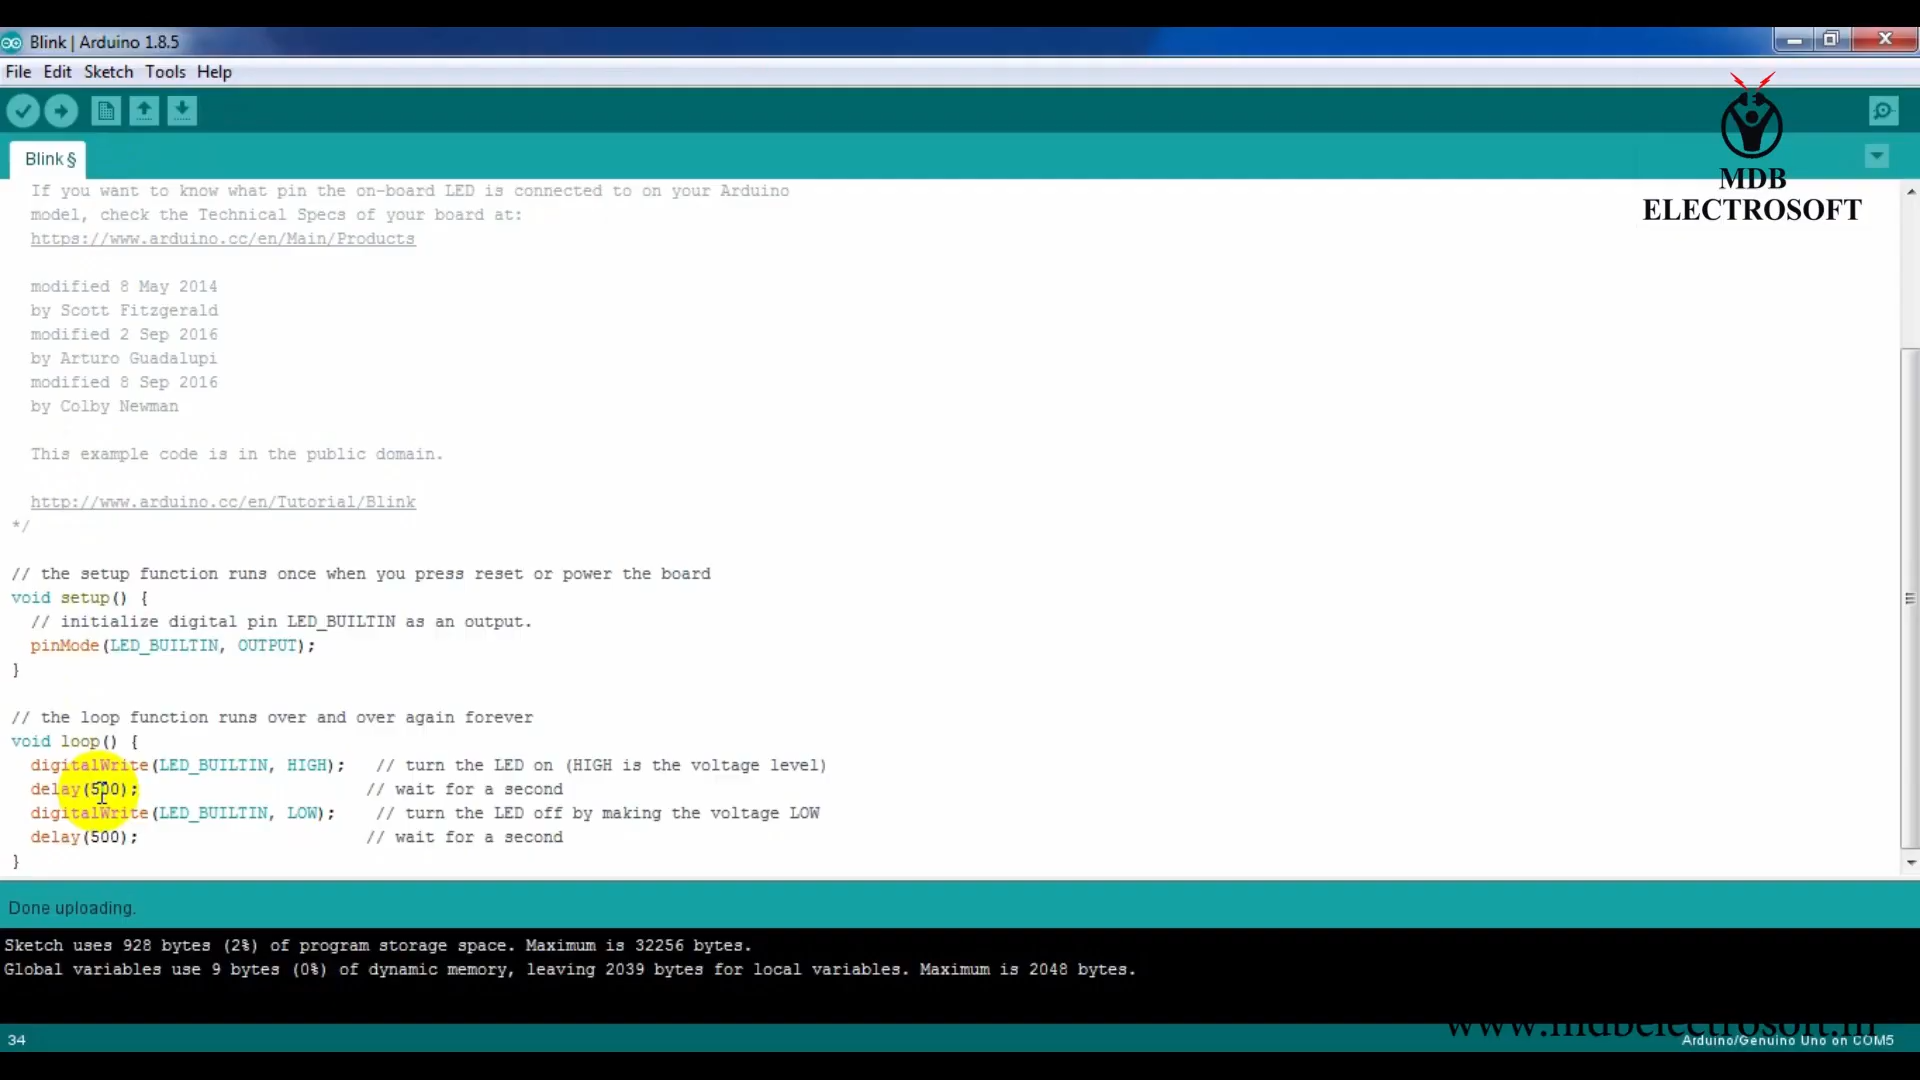 Blink | Arduino 1.8.5
File Edit Sketch Tools Help
Blink §
MDB
ELECTROSOFT
If you want to know what pin the on-board LED is connected to on your Arduino
model, check the Technical Specs of your board at:
https://www.arduino.cc/en/Main/Products
modified 8 May 2014
by Scott Fitzgerald
modified 2 Sep 2016
by Arturo Guadalupi
modified 8 Sep 2016
by Colby Newman
This example code is in the public domain.
http://www.arduino.cc/en/Tutorial/Blink
*/
// the setup function runs once when you press reset or power the board
void setup() {
// initialize digital pin LED_BUILTIN as an output.
pinMode(LED_BUILTIN, OUTPUT);
}
// the loop function runs over and over again forever
void loop() {
digitalWrite(LED_BUILTIN, HIGH);   // turn the LED on (HIGH is the voltage level)
delay(500);                       // wait for a second
digitalWrite(LED_BUILTIN, LOW);    // turn the LED off by making the voltage LOW
delay(500);                       // wait for a second
}
Done uploading.
Sketch uses 928 bytes (2%) of program storage space. Maximum is 32256 bytes.
Global variables use 9 bytes (0%) of dynamic memory, leaving 2039 bytes for local variables. Maximum is 2048 bytes.
www.mdbelectrosoft.in
34
Arduino/Genuino Uno on COM5